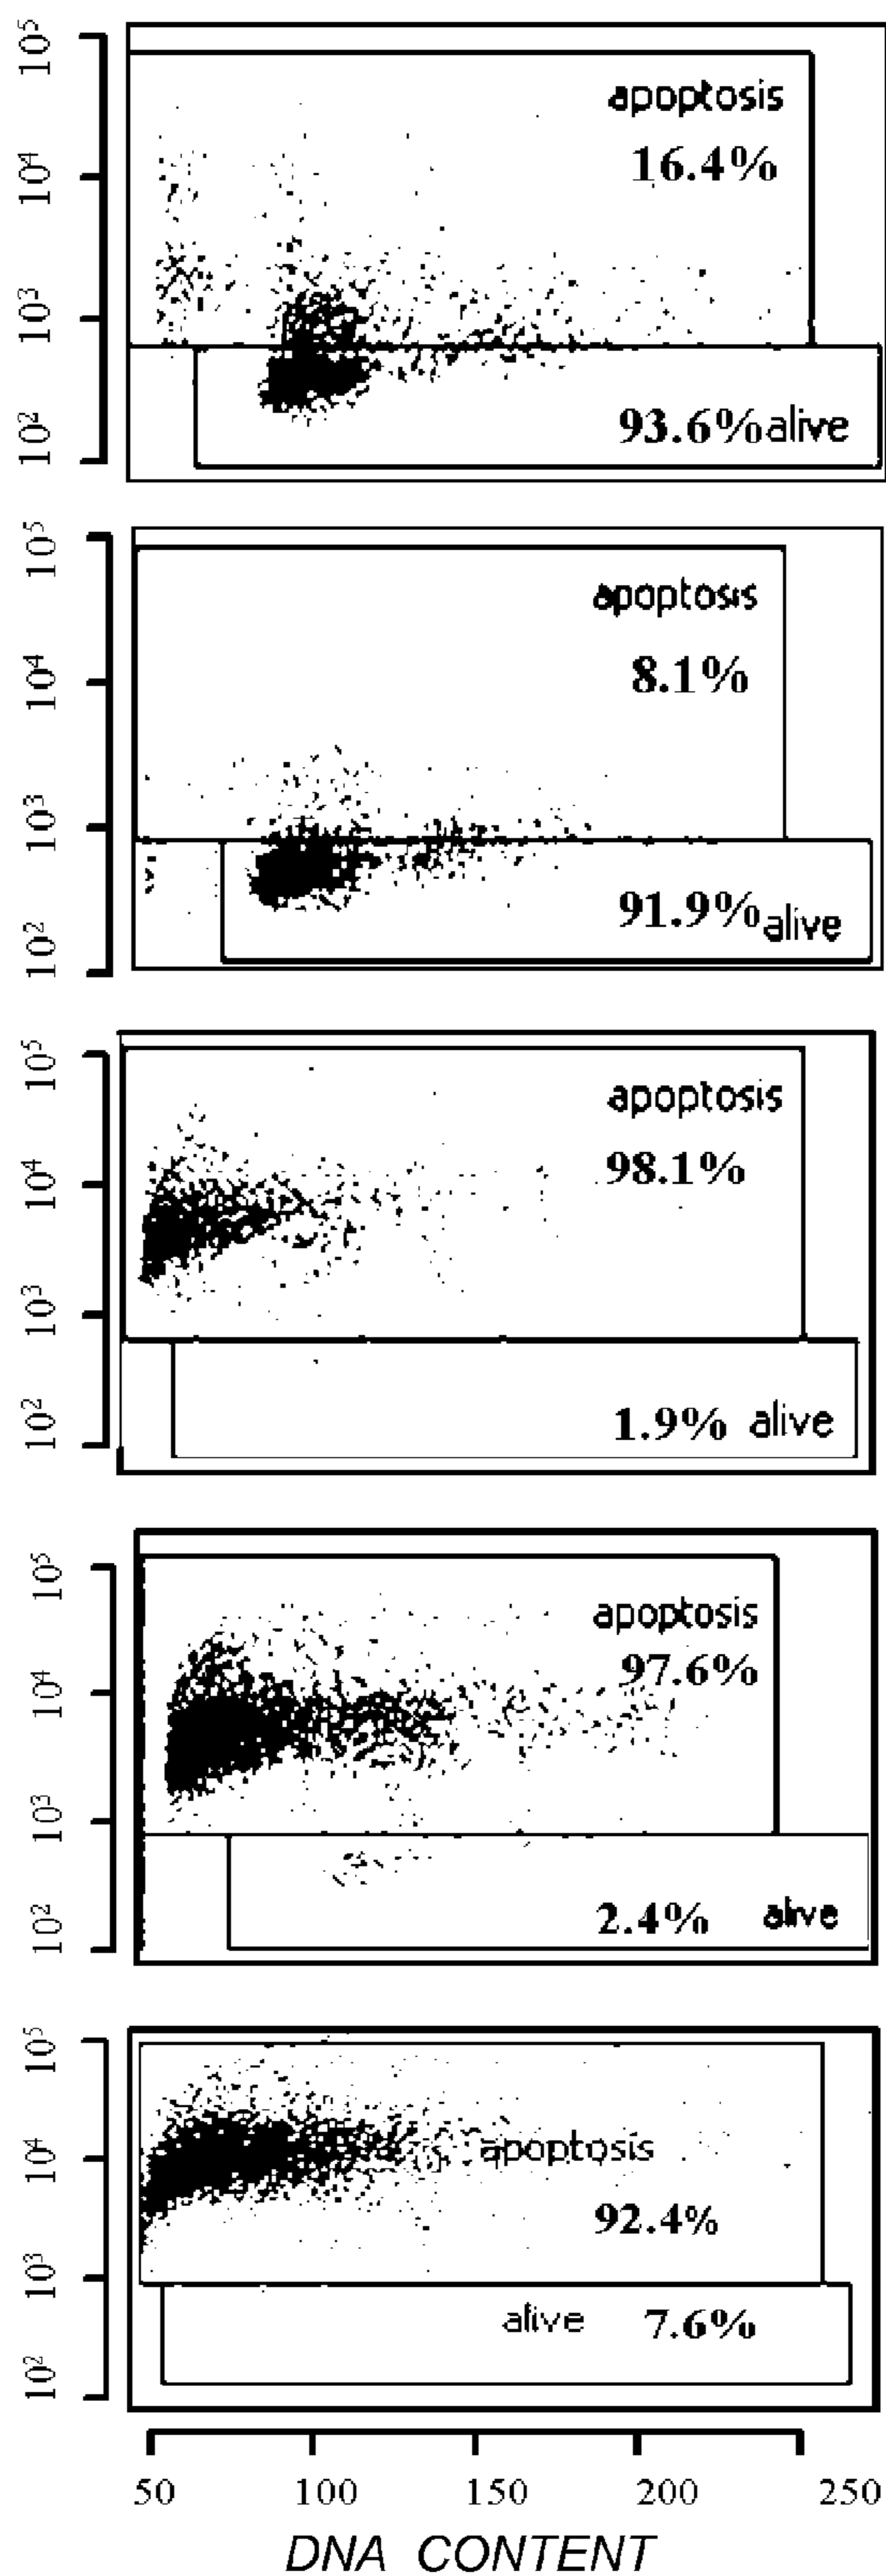 10⁵
apoptosis
16.4%
10⁴
10³
93.6% alive
10²
10⁵
apoptosis
8.1%
10⁴
10³
91.9% alive
10²
10⁵
apoptosis
98.1%
10⁴
10³
1.9% alive
10²
10⁵
apoptosis
97.6%
10⁴
10³
2.4% alive
10²
10⁵
apoptosis
10⁴
92.4%
10³
alive 7.6%
10²
50 100 150 200 250
DNA CONTENT